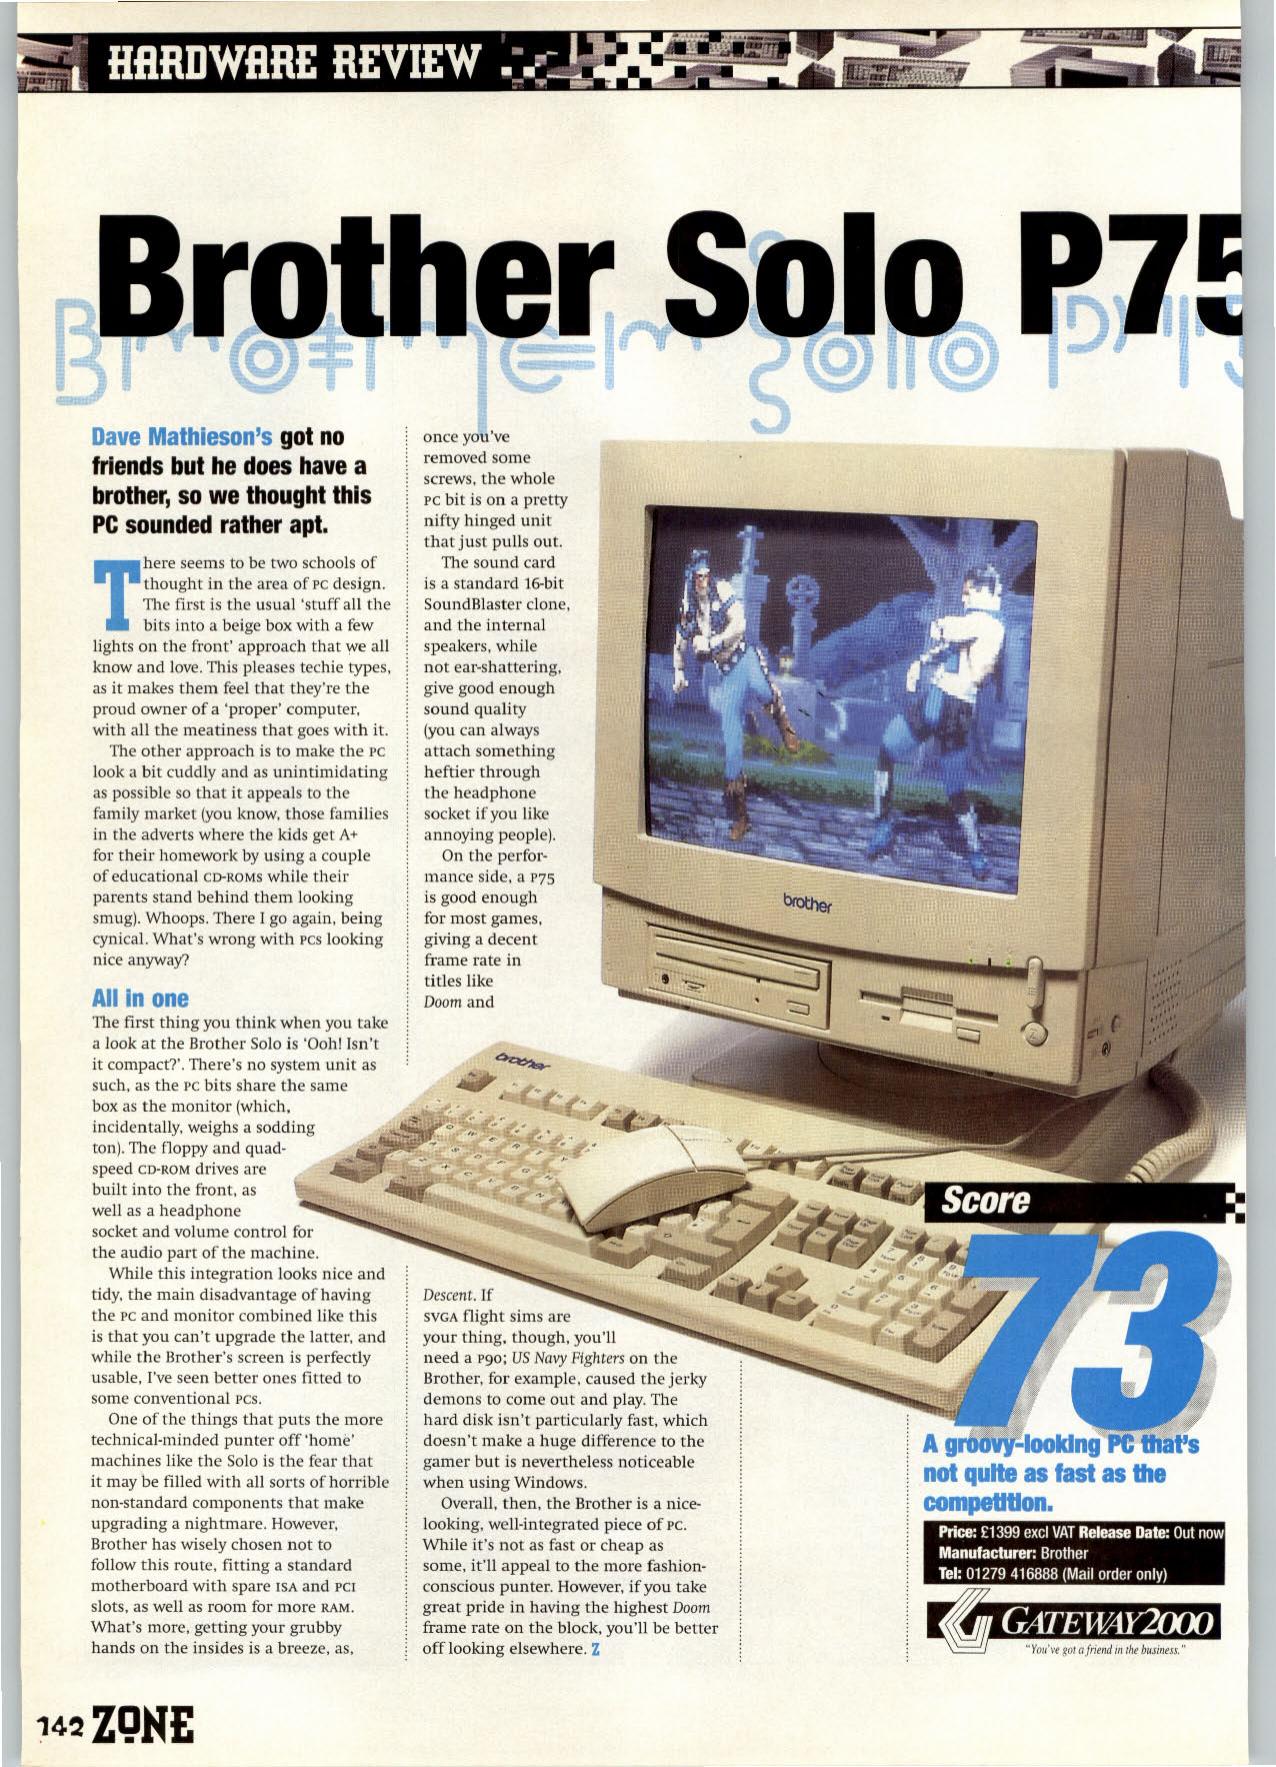 HARDWARE REVIEW
Brother Solo P75
Brother Solo P75
Dave Mathieson's got no
friends but he does have a
brother, so we thought this
PC sounded rather apt.
There seems to be two schools of
thought in the area of PC design.
The first is the usual 'stuff all the
bits into a beige box with a few
lights on the front' approach that we all
know and love. This pleases techie types,
as it makes them feel that they're the
proud owner of a 'proper' computer,
with all the meatiness that goes with it.
The other approach is to make the PC
look a bit cuddly and as unintimidating
as possible so that it appeals to the
family market (you know, those families
in the adverts where the kids get A+
for their homework by using a couple
of educational CD-ROMs while their
parents stand behind them looking
smug). Whoops. There I go again, being
cynical. What's wrong with PCs looking
nice anyway?
All in one
The first thing you think when you take
a look at the Brother Solo is 'Ooh! Isn't
it compact?'. There's no system unit as
such, as the PC bits share the same
box as the monitor (which,
incidentally, weighs a sodding
ton). The floppy and quad-
speed CD-ROM drives are
built into the front, as
well as a headphone
socket and volume control for
the audio part of the machine.
While this integration looks nice and
tidy, the main disadvantage of having
the PC and monitor combined like this
is that you can't upgrade the latter, and
while the Brother's screen is perfectly
usable, I've seen better ones fitted to
some conventional PCs.
One of the things that puts the more
technical-minded punter off 'home'
machines like the Solo is the fear that
it may be filled with all sorts of horrible
non-standard components that make
upgrading a nightmare. However,
Brother has wisely chosen not to
follow this route, fitting a standard
motherboard with spare ISA and PCI
slots, as well as room for more RAM.
What's more, getting your grubby
hands on the insides is a breeze, as,
once you've
removed some
screws, the whole
PC bit is on a pretty
nifty hinged unit
that just pulls out.
The sound card
is a standard 16-bit
SoundBlaster clone,
and the internal
speakers, while
not ear-shattering,
give good enough
sound quality
(you can always
attach something
heftier through
the headphone
socket if you like
annoying people).
On the perfor-
mance side, a P75
is good enough
for most games,
giving a decent
frame rate in
titles like
Doom and
Descent. If
SVGA flight sims are
your thing, though, you'll
need a P90; US Navy Fighters on the
Brother, for example, caused the jerky
demons to come out and play. The
hard disk isn't particularly fast, which
doesn't make a huge difference to the
gamer but is nevertheless noticeable
when using Windows.
Overall, then, the Brother is a nice-
looking, well-integrated piece of PC.
While it's not as fast or cheap as
some, it'll appeal to the more fashion-
conscious punter. However, if you take
great pride in having the highest Doom
frame rate on the block, you'll be better
off looking elsewhere. Z
brother
brother
Score
73
A groovy-looking PC that's
not quite as fast as the
competition.
Price: £1399 excl VAT Release Date: Out now
Manufacturer: Brother
Tel: 01279 416888 (Mail order only)
GATEWAY2000
"You've got a friend in the business."
142 ZONE